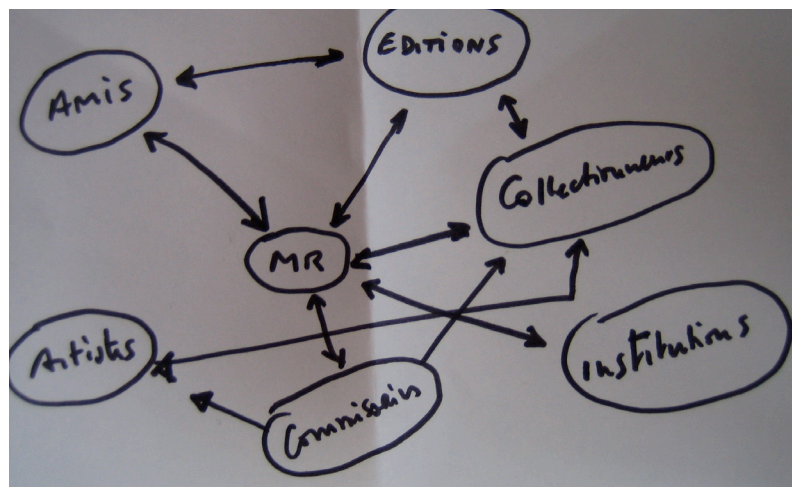 EDITIONS
AMIS
Collectionneurs
MR
Institutions
Artistes
Commissaires